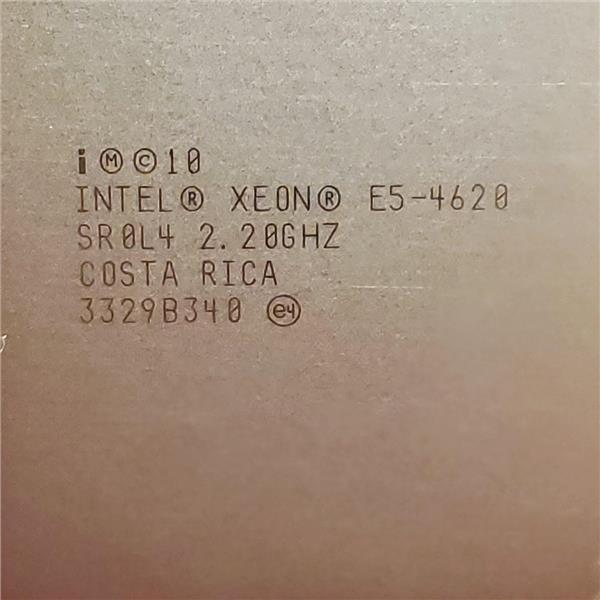 i Ⓜ © 10
INTEL® XEON® E5-4620
SR0L4 2.20GHZ
COSTA RICA
3329B340 e4